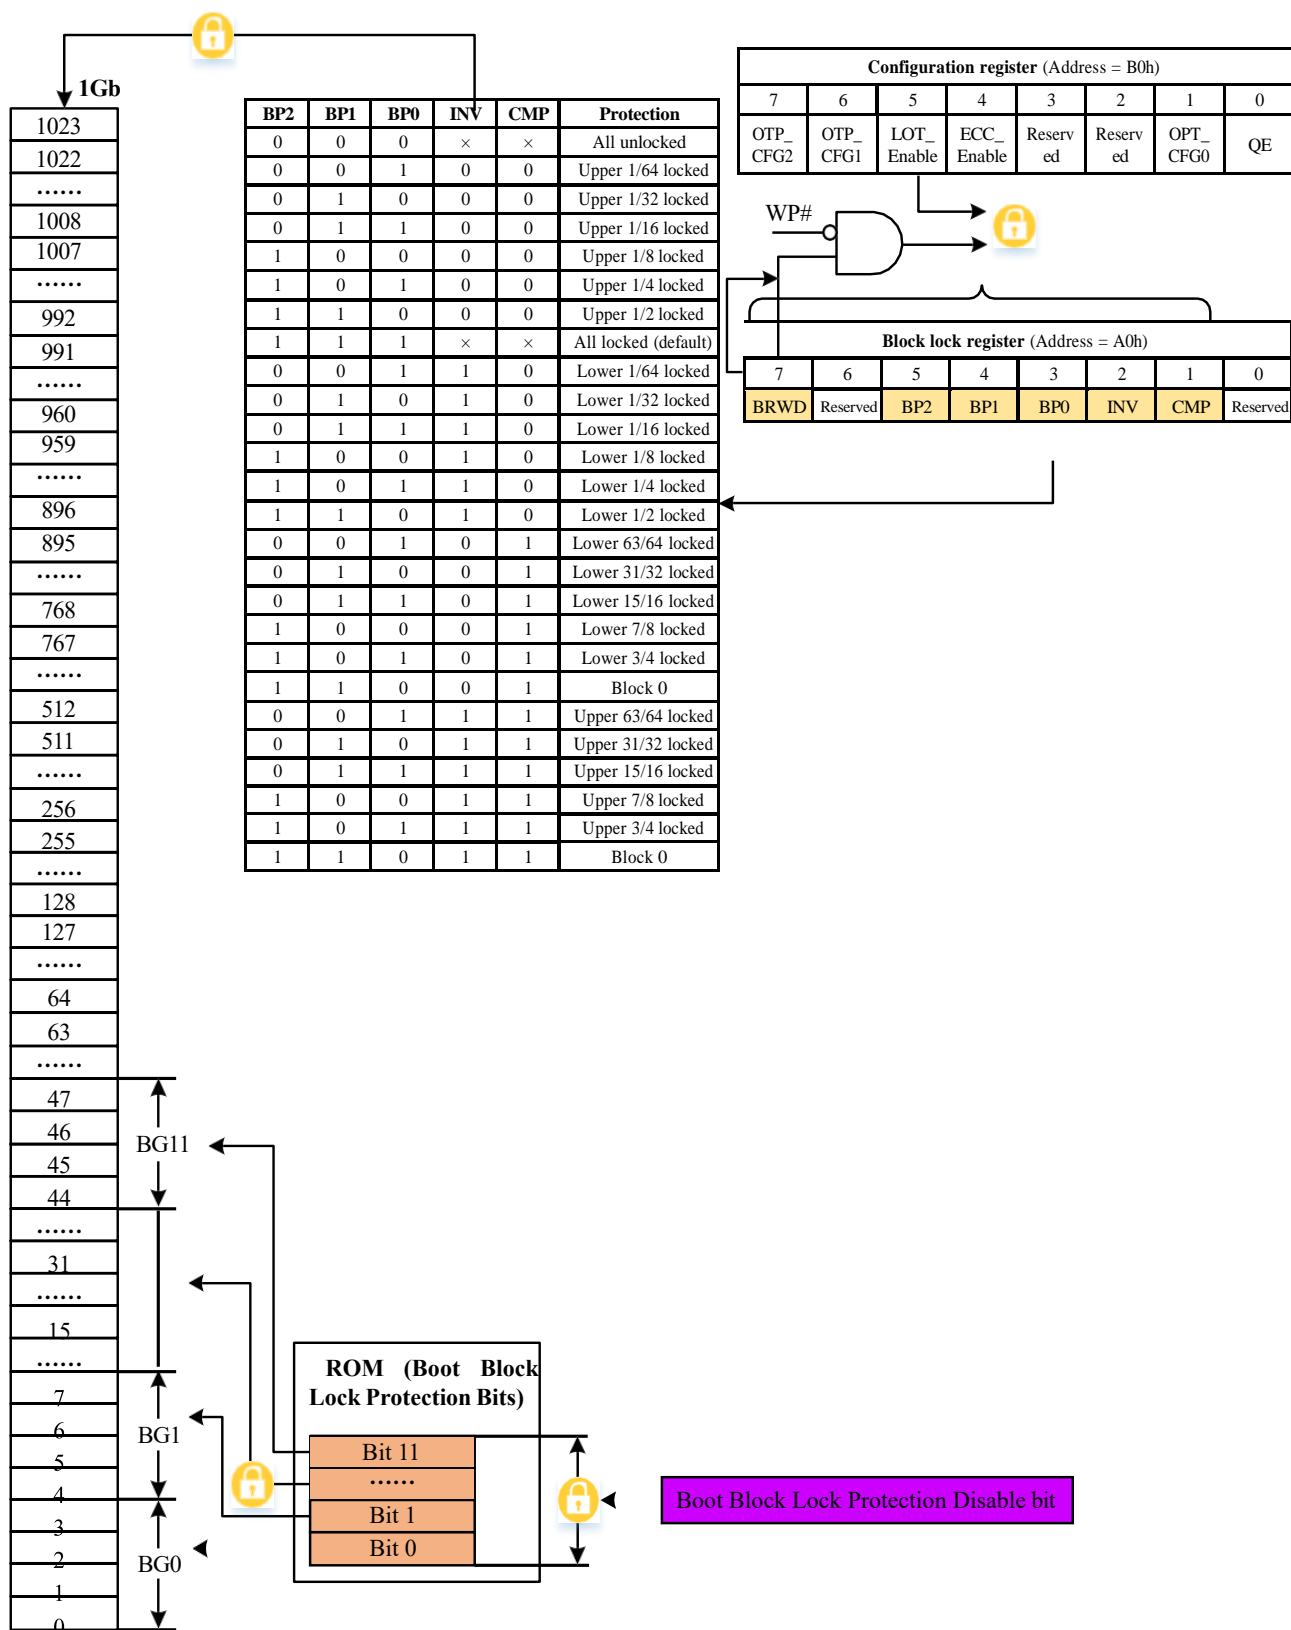 1Gb
1023
1022
......
1008
1007
......
992
991
......
960
959
......
896
895
......
768
767
......
512
511
......
256
255
......
128
127
......
64
63
......
47
46
45
44
......
31
......
15
......
7
6
5
4
3
2
1
0
BP2 BP1 BP0 INV CMP Protection
0 0 0 × × All unlocked
0 0 1 0 0 Upper 1/64 locked
0 1 0 0 0 Upper 1/32 locked
0 1 1 0 0 Upper 1/16 locked
1 0 0 0 0 Upper 1/8 locked
1 0 1 0 0 Upper 1/4 locked
1 1 0 0 0 Upper 1/2 locked
1 1 1 × × All locked (default)
0 0 1 1 0 Lower 1/64 locked
0 1 0 1 0 Lower 1/32 locked
0 1 1 1 0 Lower 1/16 locked
1 0 0 1 0 Lower 1/8 locked
1 0 1 1 0 Lower 1/4 locked
1 1 0 1 0 Lower 1/2 locked
0 0 1 0 1 Lower 63/64 locked
0 1 0 0 1 Lower 31/32 locked
0 1 1 0 1 Lower 15/16 locked
1 0 0 0 1 Lower 7/8 locked
1 0 1 0 1 Lower 3/4 locked
1 1 0 0 1 Block 0
0 0 1 1 1 Upper 63/64 locked
0 1 0 1 1 Upper 31/32 locked
0 1 1 1 1 Upper 15/16 locked
1 0 0 1 1 Upper 7/8 locked
1 0 1 1 1 Upper 3/4 locked
1 1 0 1 1 Block 0
Configuration register (Address = B0h)
7 6 5 4 3 2 1 0
OTP_ OTP_ LOT_ ECC_ Reserv Reserv OPT_ QE
CFG2 CFG1 Enable Enable ed ed CFG0
WP#
Block lock register (Address = A0h)
7 6 5 4 3 2 1 0
BRWD Reserved BP2 BP1 BP0 INV CMP Reserved
BG11
BG1
BG0
ROM (Boot Block
Lock Protection Bits)
Bit 11
......
Bit 1
Bit 0
Boot Block Lock Protection Disable bit